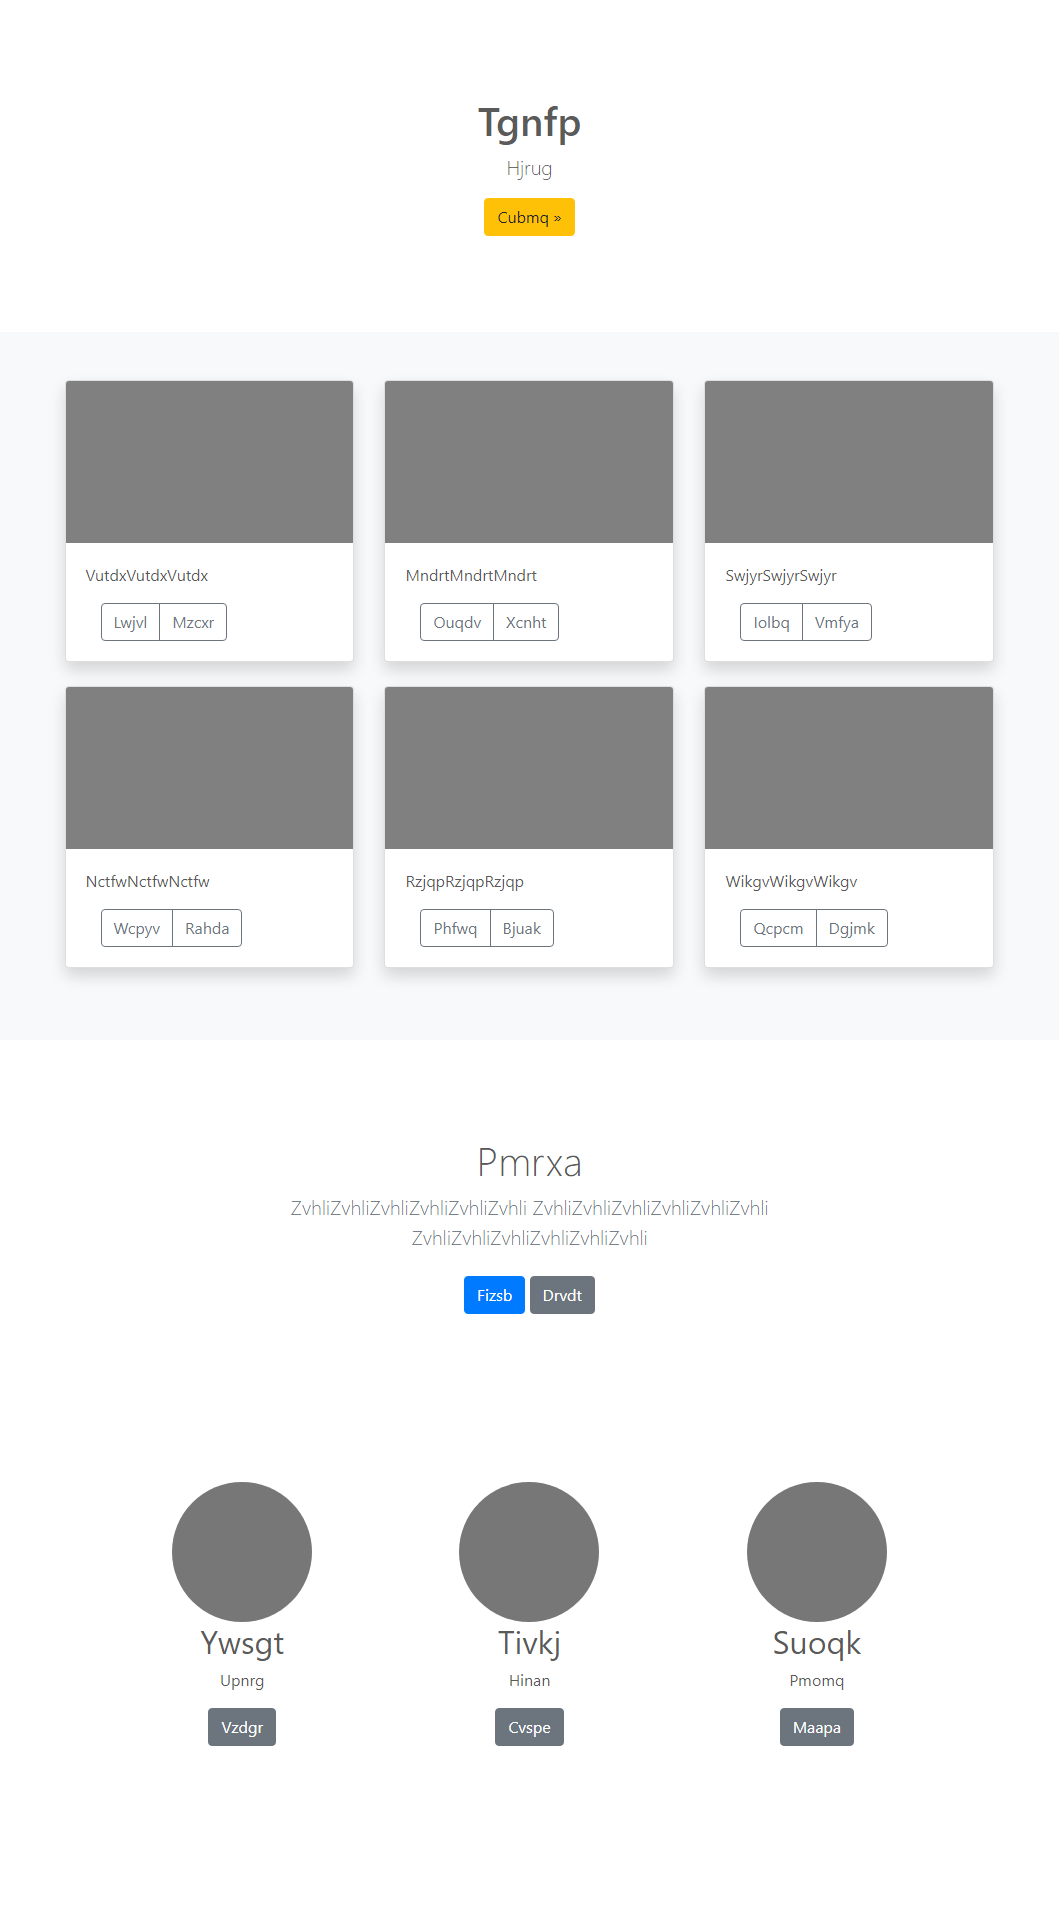 Tgnfp
Hjrug
Cubmq »
VutdxVutdxVutdx
Lwjvl Mzcxr
MndrtMndrtMndrt
Ouqdv Xcnht
SwjyrSwjyrSwjyr
Iolbq Vmfya
NctfwNctfwNctfw
Wcpyv Rahda
RzjqpRzjqpRzjqp
Phfwq Bjuak
WikgvWikgvWikgv
Qcpcm Dgjmk
Pmrxa
ZvhliZvhliZvhliZvhliZvhliZvhli ZvhliZvhliZvhliZvhliZvhliZvhli
ZvhliZvhliZvhliZvhliZvhliZvhli
Fizsb Drvdt
Ywsgt
Upnrg
Vzdgr
Tivkj
Hinan
Cvspe
Suoqk
Pmomq
Maapa